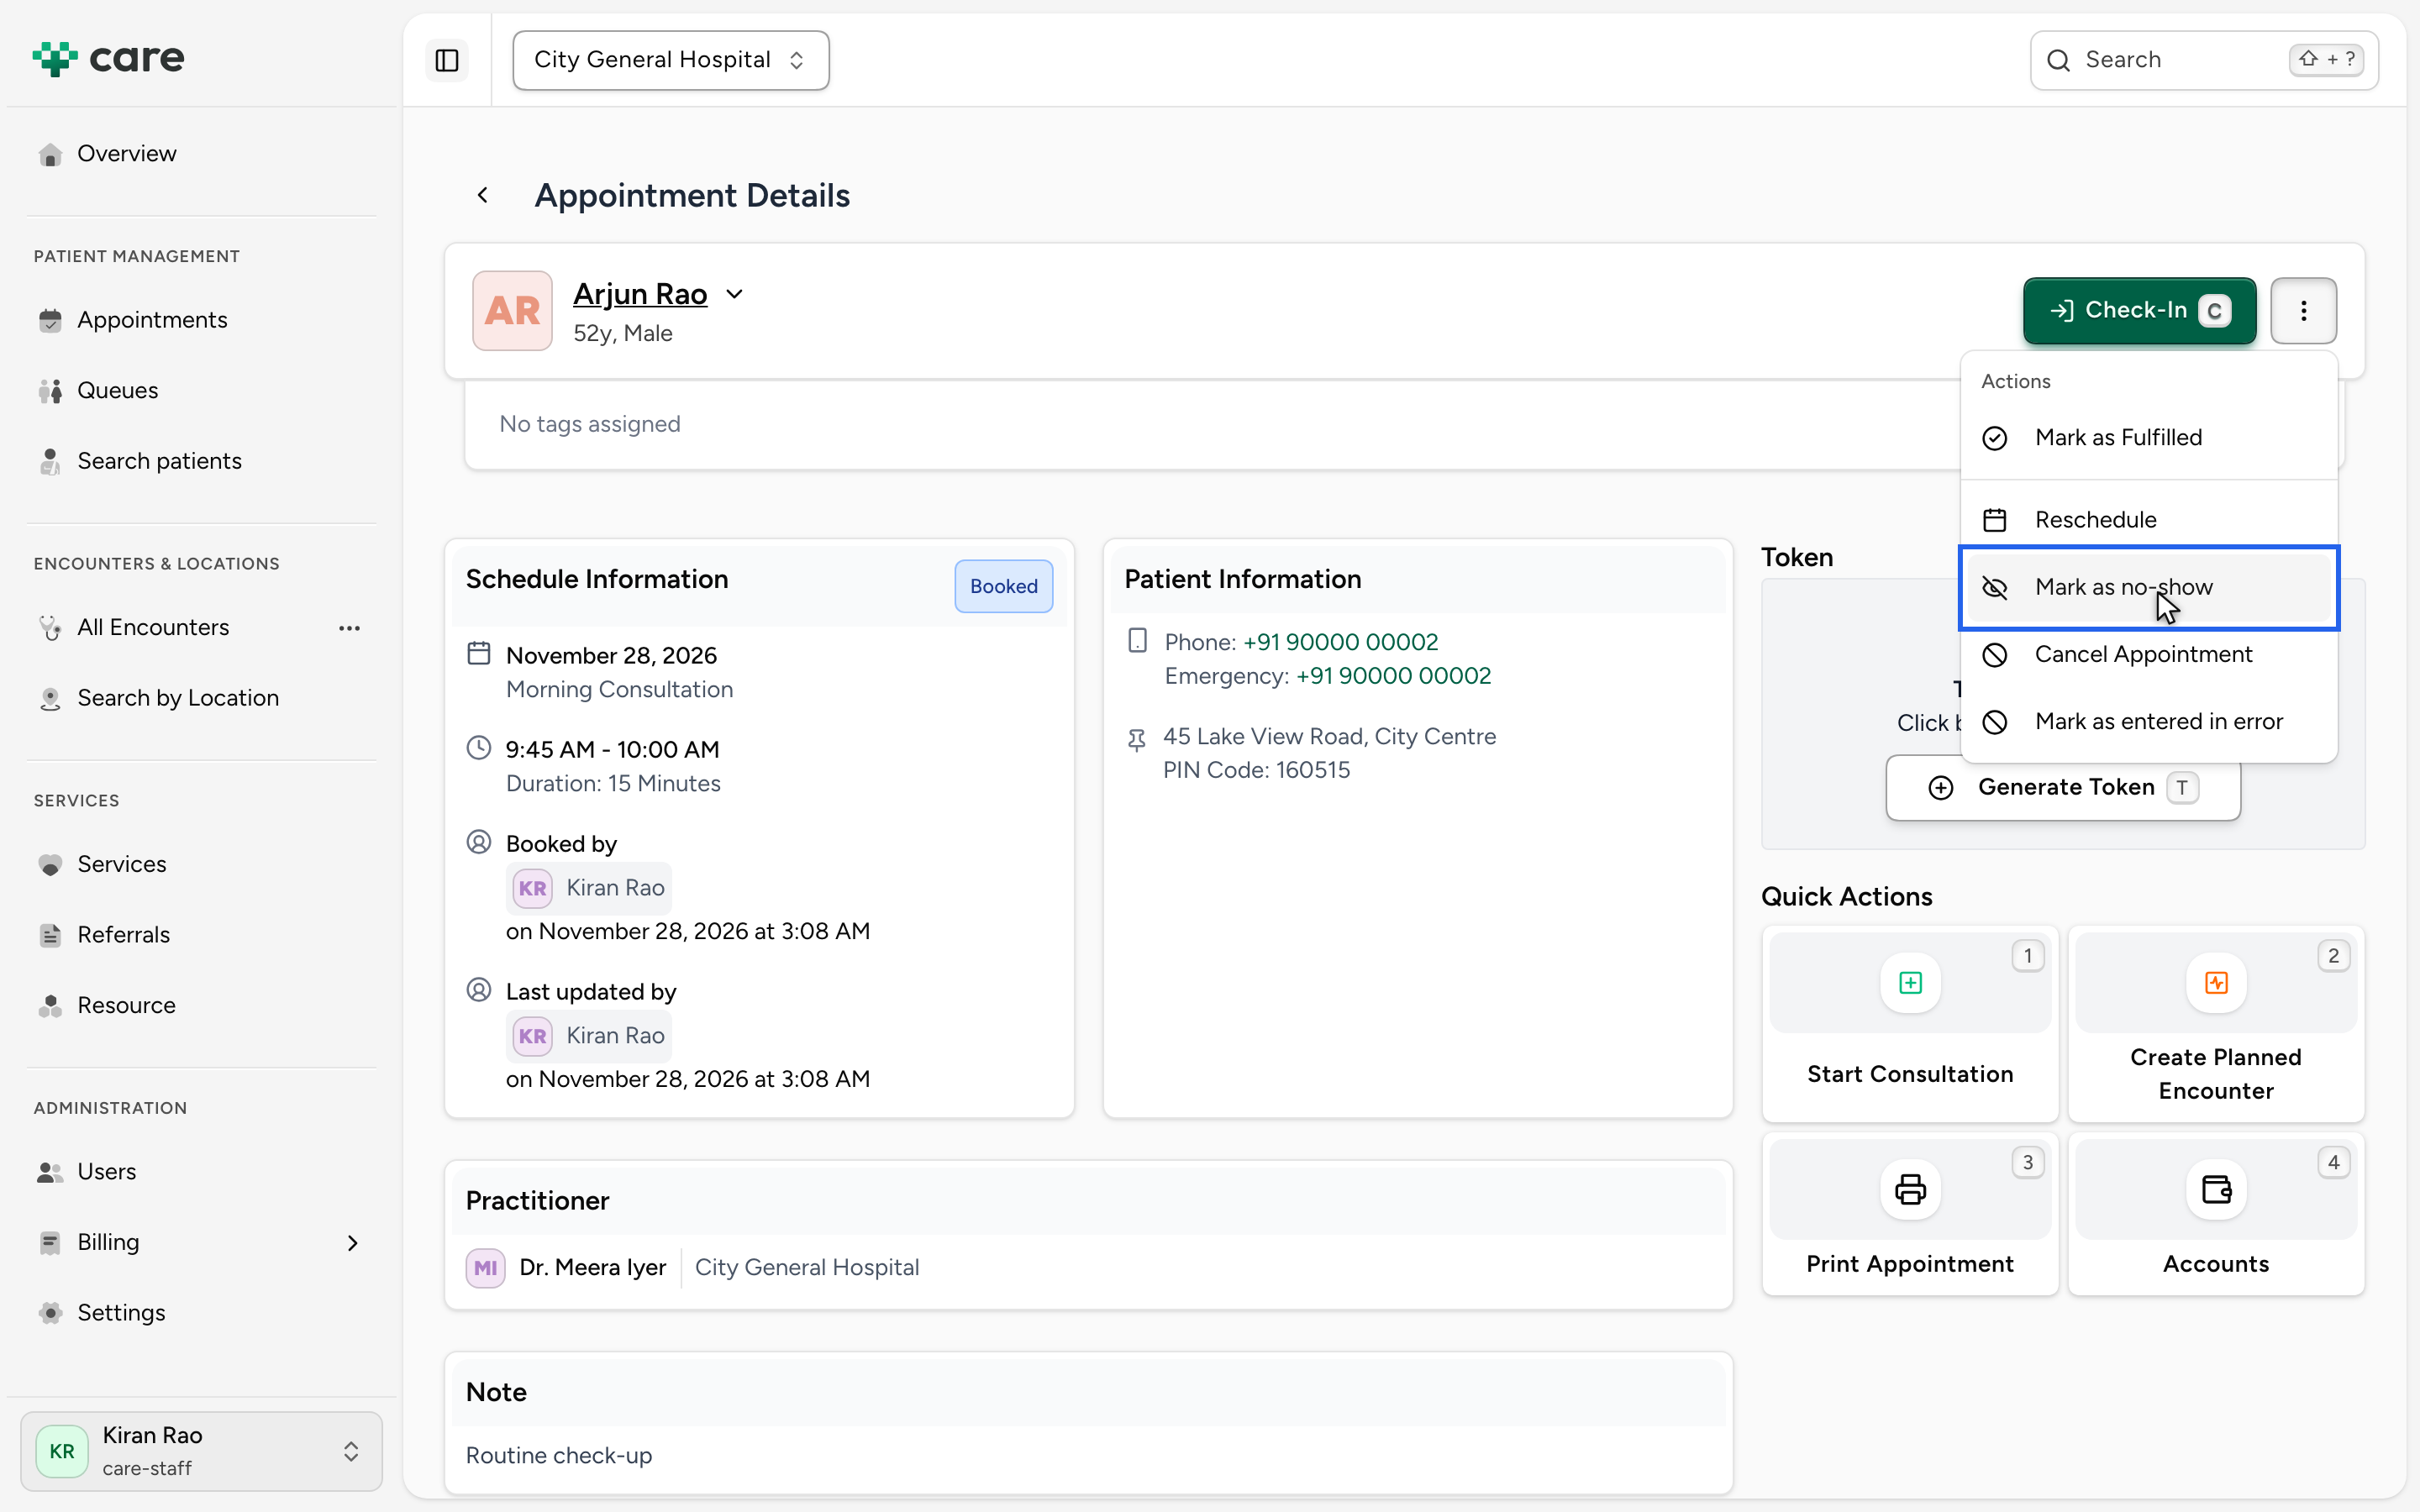 care
City General Hospital
Search
+ ?
Overview
PATIENT MANAGEMENT
Appointments
Queues
Search patients
ENCOUNTERS & LOCATIONS
All Encounters
Search by Location
SERVICES
Services
Referrals
Resource
ADMINISTRATION
Users
Billing
Settings
KR
Kiran Rao
care-staff
Appointment Details
AR
Arjun Rao
52y, Male
Check-In C
No tags assigned
Actions
Mark as Fulfilled
Reschedule
Mark as no-show
Cancel Appointment
Mark as entered in error
Schedule Information
Booked
November 28, 2026
Morning Consultation
9:45 AM - 10:00 AM
Duration: 15 Minutes
Booked by
KR Kiran Rao
on November 28, 2026 at 3:08 AM
Last updated by
KR Kiran Rao
on November 28, 2026 at 3:08 AM
Patient Information
Phone: +91 90000 00002
Emergency: +91 90000 00002
45 Lake View Road, City Centre
PIN Code: 160515
Token
Click
Generate Token T
Quick Actions
1
Start Consultation
2
Create Planned
Encounter
3
Print Appointment
4
Accounts
Practitioner
MI Dr. Meera Iyer City General Hospital
Note
Routine check-up